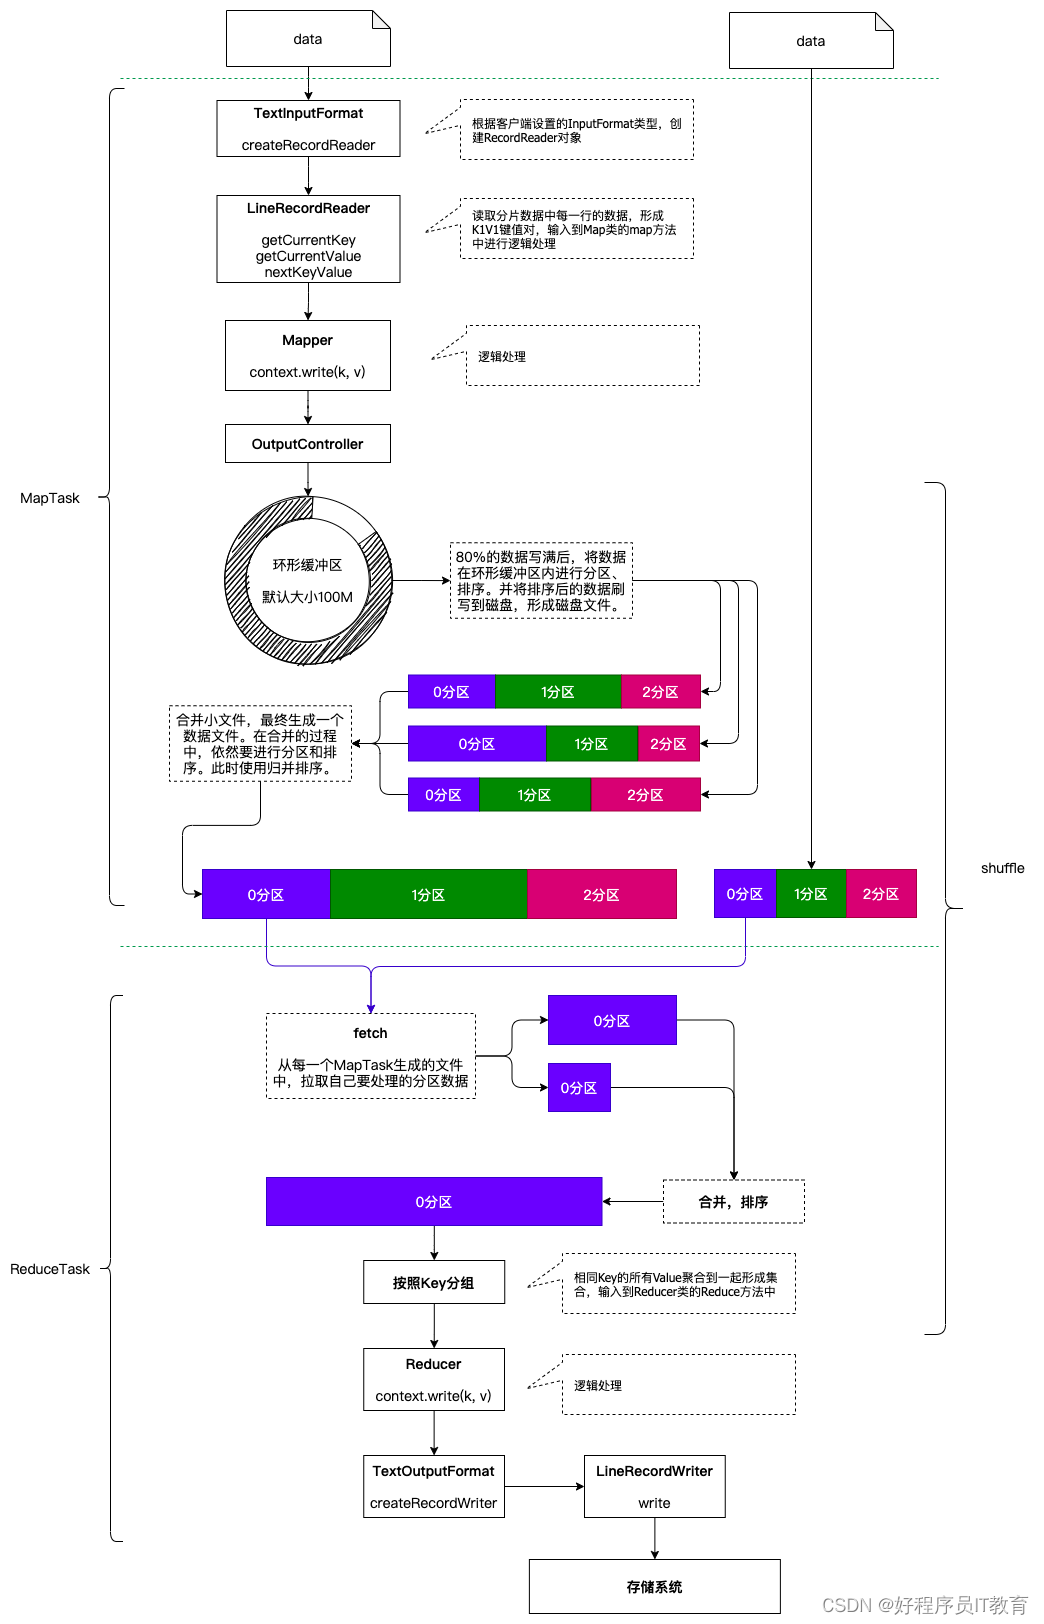 data
data
TextInputFormat
createRecordReader
根据客户端设置的InputFormat类型，创
建RecordReader对象
LineRecordReader
getCurrentKey
getCurrentValue
nextKeyValue
读取分片数据中每一行的数据，形成
K1V1键值对，输入到Map类的map方法
中进行逻辑处理
Mapper
context.write(k, v)
逻辑处理
OutputController
MapTask
环形缓冲区
默认大小100M
80%的数据写满后，将数据
在环形缓冲区内进行分区、
排序。并将排序后的数据刷
写到磁盘，形成磁盘文件。
0分区 1分区 2分区
合并小文件，最终生成一个
数据文件。在合并的过程
中，依然要进行分区和排
序。此时使用归并排序。
0分区 1分区 2分区
0分区 1分区 2分区
shuffle
0分区 1分区 2分区
0分区 1分区 2分区
fetch
从每一个MapTask生成的文件
中，拉取自己要处理的分区数据
0分区
0分区
0分区
合并，排序
ReduceTask
按照Key分组
相同Key的所有Value聚合到一起形成集
合，输入到Reducer类的Reduce方法中
Reducer
context.write(k, v)
逻辑处理
TextOutputFormat
createRecordWriter
LineRecordWriter
write
存储系统
CSDN @好程序员IT教育